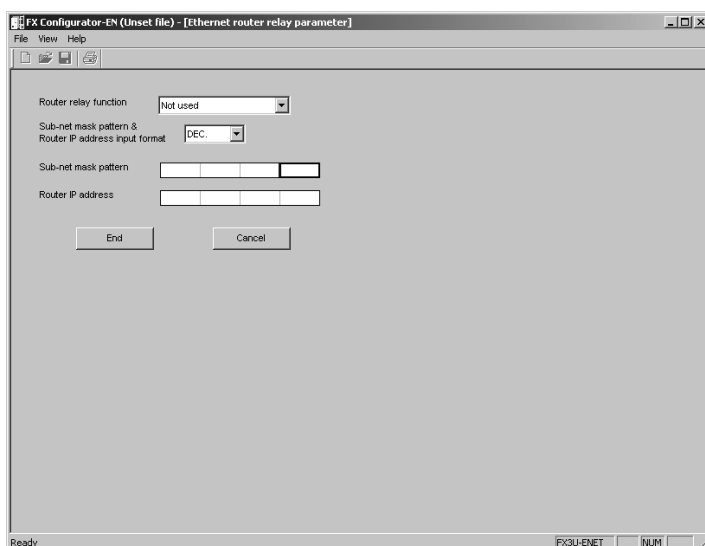 FX Configurator-EN (Unset file) - [Ethernet router relay parameter]
File View Help
Router relay function
Not used
Sub-net mask pattern &
Router IP address input format
DEC.
Sub-net mask pattern
Router IP address
End
Cancel
Ready
FX3U-ENET
NUM